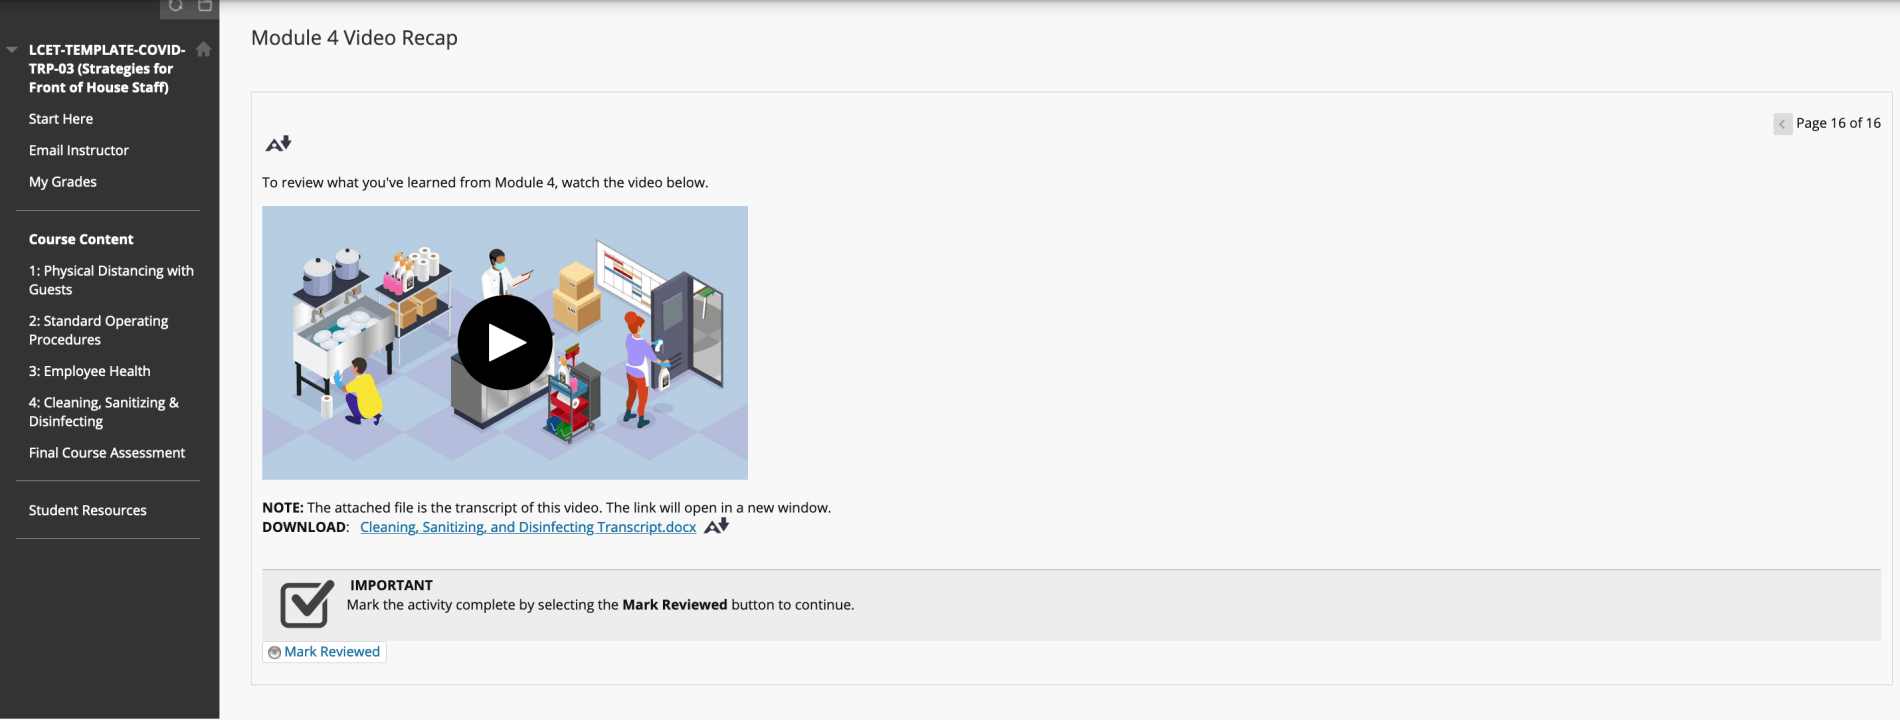 LCET-TEMPLATE-COVID-
TRP-03 (Strategies for
Front of House Staff)
Start Here
Email Instructor
My Grades
Course Content
1: Physical Distancing with
Guests
2: Standard Operating
Procedures
3: Employee Health
4: Cleaning, Sanitizing &
Disinfecting
Final Course Assessment
Student Resources
Module 4 Video Recap
Page 16 of 16
To review what you've learned from Module 4, watch the video below.
NOTE: The attached file is the transcript of this video. The link will open in a new window.
DOWNLOAD: Cleaning, Sanitizing, and Disinfecting Transcript.docx
IMPORTANT
Mark the activity complete by selecting the Mark Reviewed button to continue.
Mark Reviewed